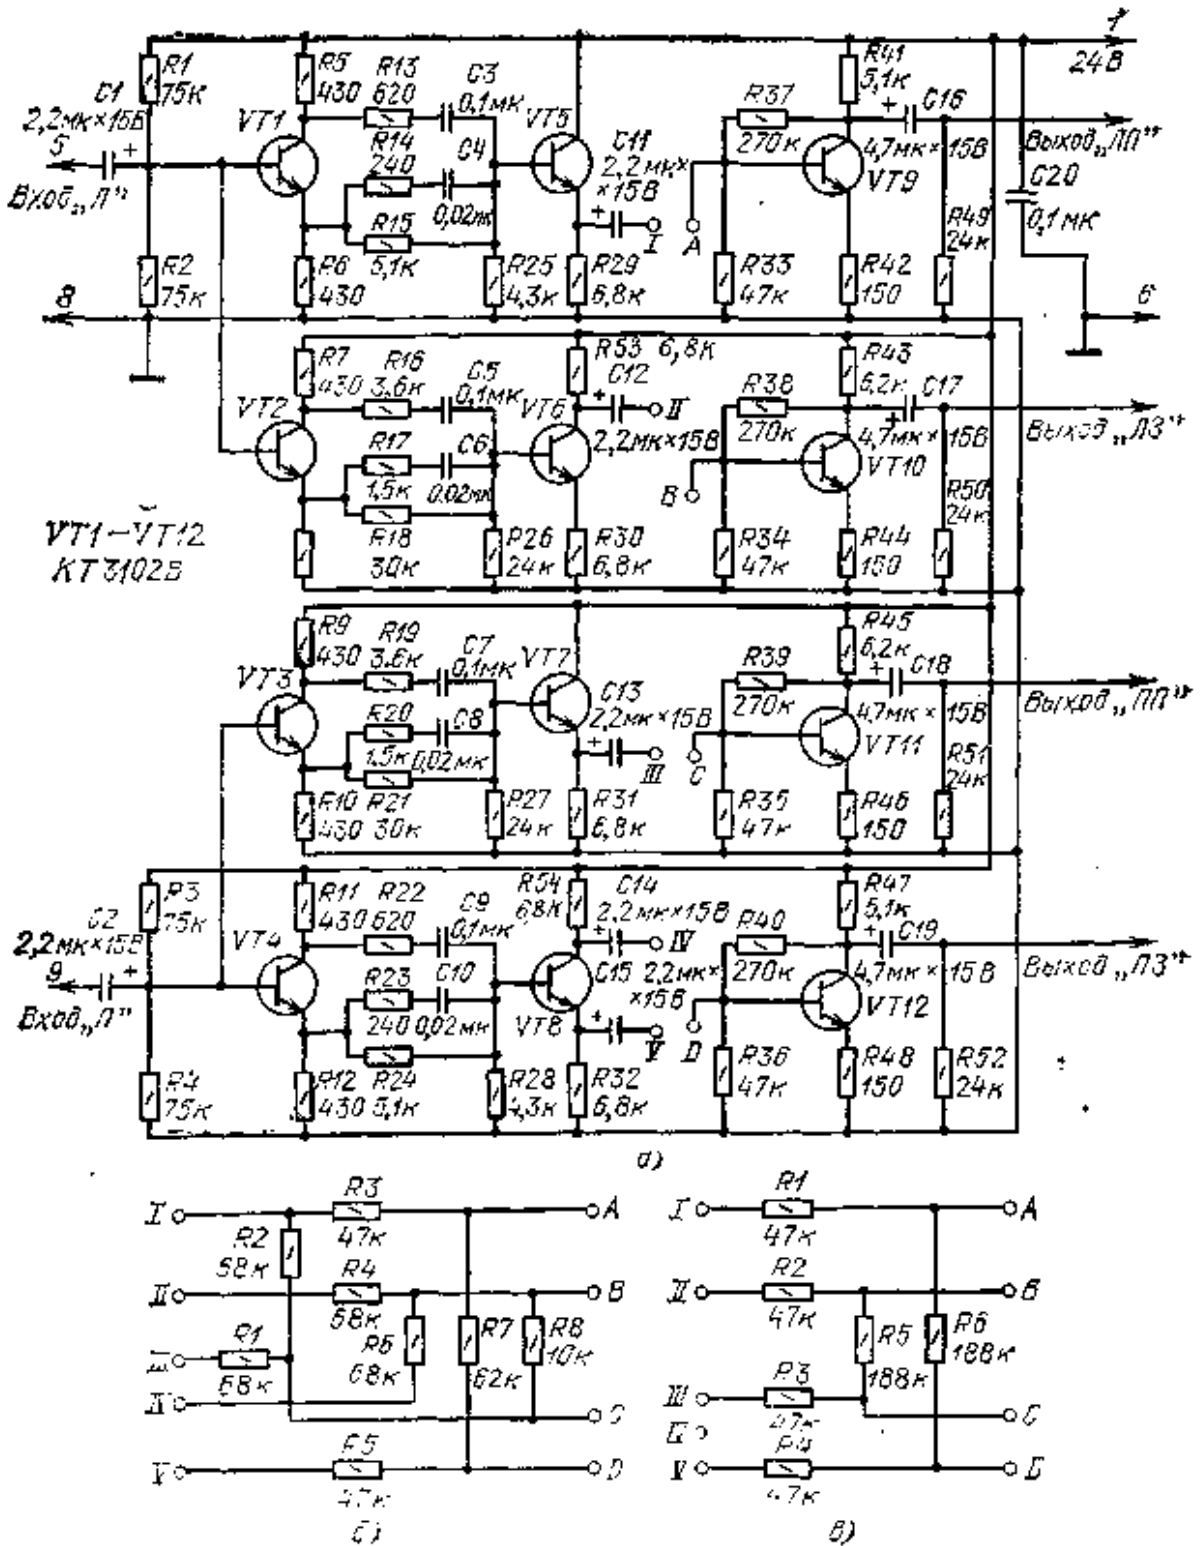 1
24В
R1
75к
C1
2,2мк×15В
5
Вход„Л"
R2
75к
8
R5
430
VT1
R13
620
R14
240
R15
5,1к
R6
430
C3
0,1мк
C4
0,02мк
R25
4,3к
VT5
C11
2,2мк×
×15В
I
R29
6,8к
A
R37
270к
R33
47к
R41
5,1к
C16
4,7мк×15В
VT9
R42
150
Выход„ЛП"
C20
0,1мк
R49
24к
6
R7
430
VT2
R16
3,6к
R17
1,5к
R18
30к
C5
0,1мк
C6
0,02мк
R26
24к
R53 6,8к
C12
II
VT6
2,2мк×15В
R30
6,8к
R38
270к
B
R34
47к
R43
6,2к
C17
4,7мк×15В
VT10
R44
150
Выход„ЛЗ"
R50
24к
VT1–VT12
КТ3102В
R9
430
VT3
R19
3.6к
R20
1,5к
R10
430
R21
30к
C7
0,1мк
C8
0,02мк
R27
24к
VT7
C13
2,2мк×15В
III
R31
6,8к
R39
270к
C
R35
47к
R45
6,2к
C18
4,7мк×15В
VT11
R46
150
Выход„ПП"
R51
24к
R3
75к
C2
2,2мк×15В
9
Вход„П"
R4
75к
R11
430
VT4
R22
620
R23
240
R12
430
R24
5,1к
C9
0,1мк
C10
0,02мк
R28
4,3к
R54
6,8к
C14
2,2мк×15В
IV
C15
2,2мк×
×15В
VT8
V
R32
6,8к
R40
270к
D
R36
47к
R47
5,1к
C19
4,7мк×15В
VT12
R48
150
Выход„ПЗ"
R52
24к
а)
I
R3
47к
A
R2
68к
II
R4
68к
B
R1
68к
III
R6
68к
R7
62к
R8
10к
IV
C
V
R5
47к
D
б)
I
R1
47к
A
II
R2
47к
B
R5
188к
R6
188к
III
R3
47к
C
IV
V
R4
47к
D
в)